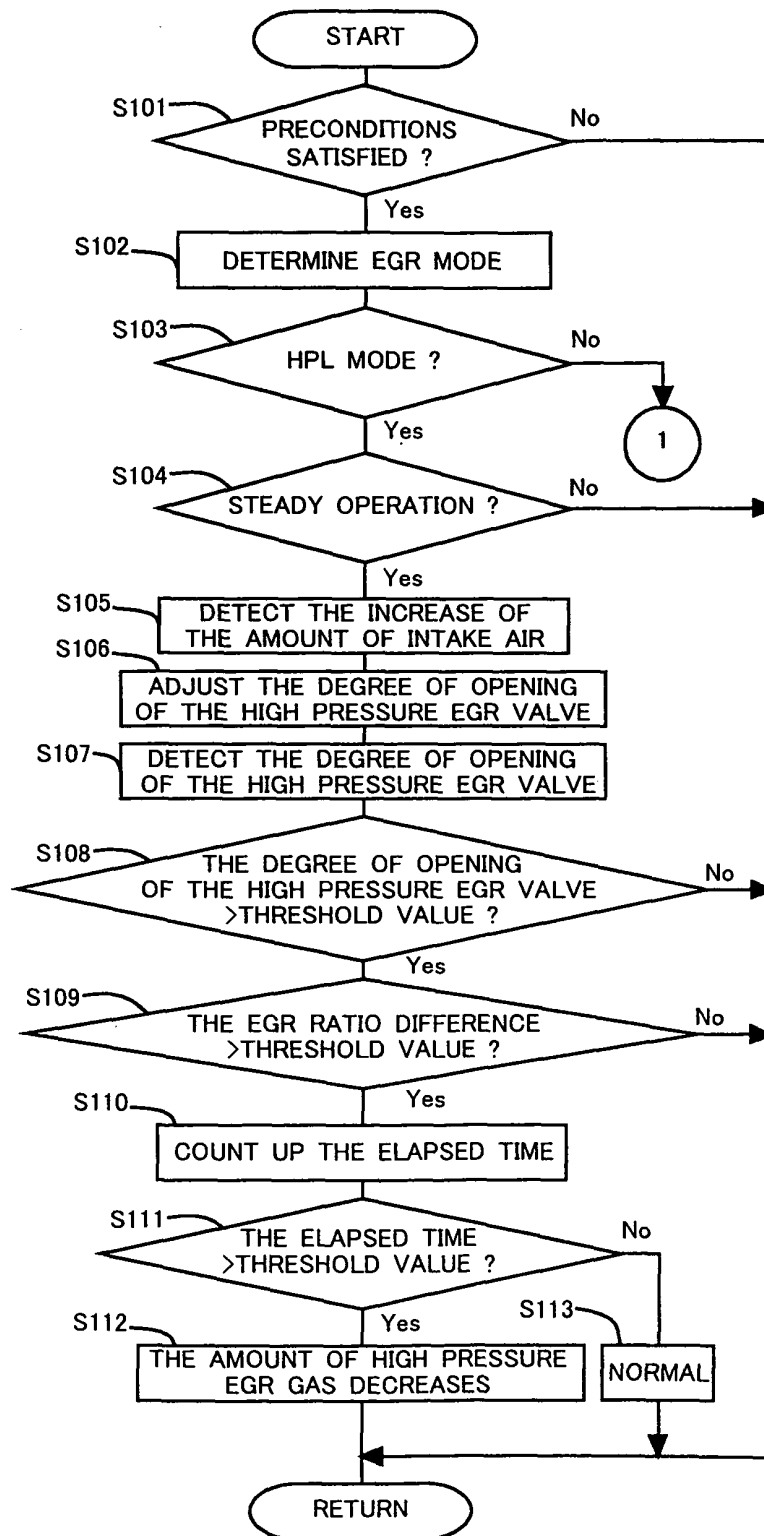 START
S101
PRECONDITIONS
SATISFIED ?
No
Yes
S102
DETERMINE EGR MODE
S103
HPL MODE ?
No
Yes
1
S104
STEADY OPERATION ?
No
Yes
S105
DETECT THE INCREASE OF
THE AMOUNT OF INTAKE AIR
S106
ADJUST THE DEGREE OF OPENING
OF THE HIGH PRESSURE EGR VALVE
S107
DETECT THE DEGREE OF OPENING
OF THE HIGH PRESSURE EGR VALVE
S108
THE DEGREE OF OPENING
OF THE HIGH PRESSURE EGR VALVE
>THRESHOLD VALUE ?
No
Yes
S109
THE EGR RATIO DIFFERENCE
>THRESHOLD VALUE ?
No
Yes
S110
COUNT UP THE ELAPSED TIME
S111
THE ELAPSED TIME
>THRESHOLD VALUE ?
No
Yes
S112
THE AMOUNT OF HIGH PRESSURE
EGR GAS DECREASES
S113
NORMAL
RETURN